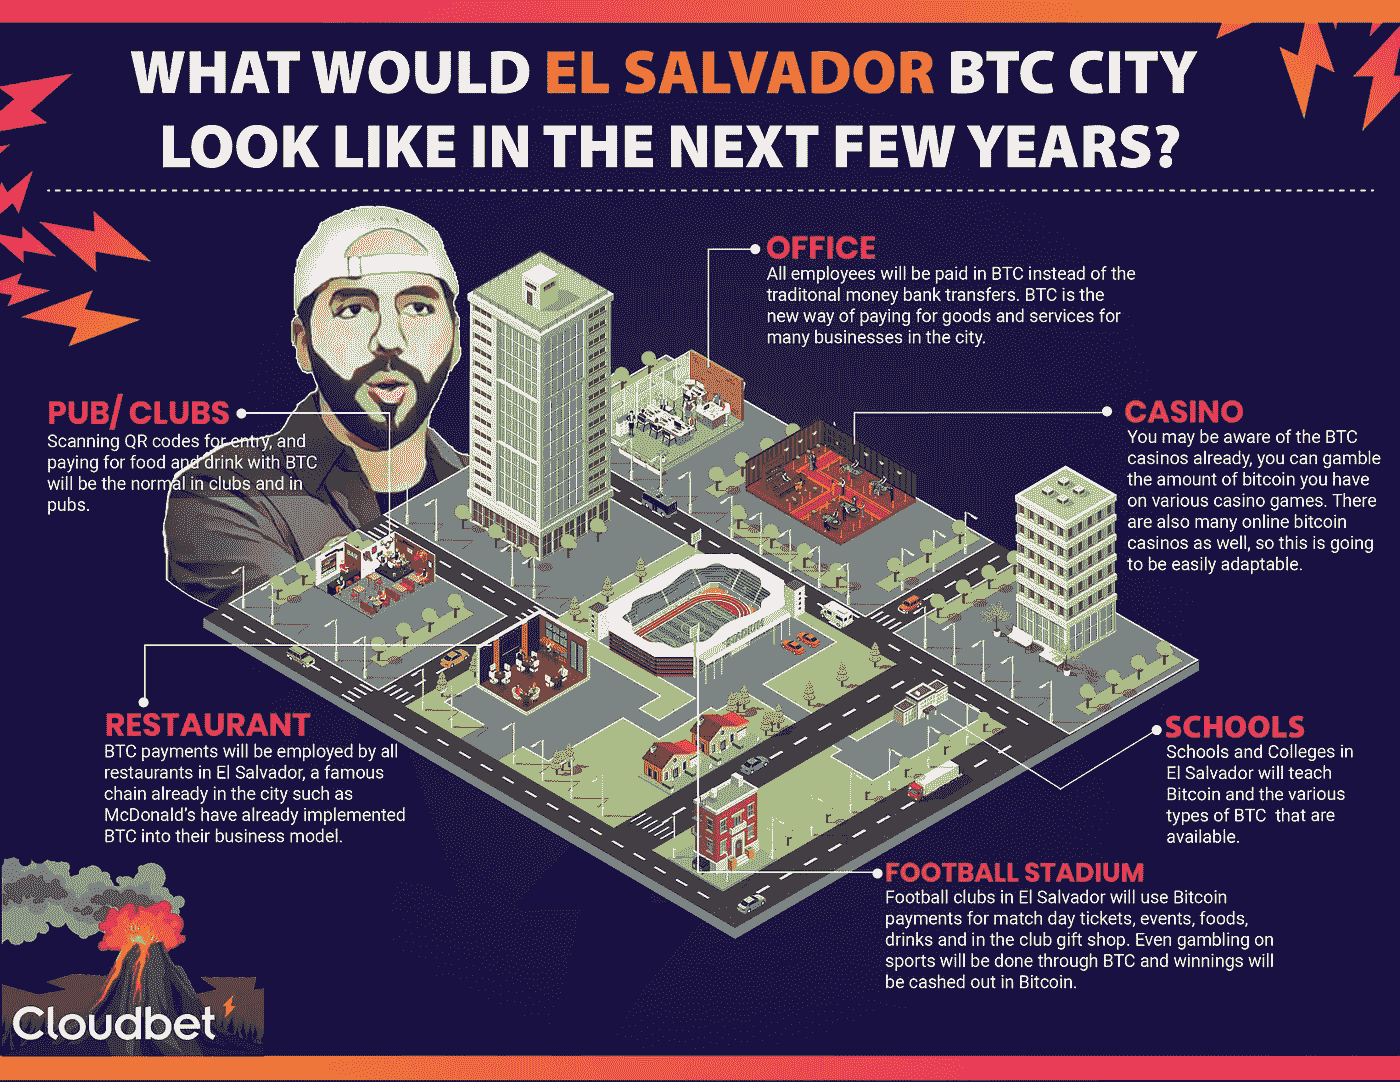 WHAT WOULD EL SALVADOR BTC CITY
LOOK LIKE IN THE NEXT FEW YEARS?
OFFICE
All employees will be paid in BTC instead of the
traditonal money bank transfers. BTC is the
new way of paying for goods and services for
many businesses in the city.
PUB/ CLUBS
Scanning QR codes for entry, and
paying for food and drink with BTC
will be the normal in clubs and in
pubs.
CASINO
You may be aware of the BTC
casinos already, you can gamble
the amount of bitcoin you have
on various casino games. There
are also many online bitcoin
casinos as well, so this is going
to be easily adaptable.
STADIUM
RESTAURANT
BTC payments will be employed by all
restaurants in El Salvador, a famous
chain already in the city such as
McDonald's have already implemented
BTC into their business model.
SCHOOLS
Schools and Colleges in
El Salvador will teach
Bitcoin and the various
types of BTC that are
available.
FOOTBALL STADIUM
Football clubs in El Salvador will use Bitcoin
payments for match day tickets, events, foods,
drinks and in the club gift shop. Even gambling on
sports will be done through BTC and winnings will
be cashed out in Bitcoin.
Cloudbet